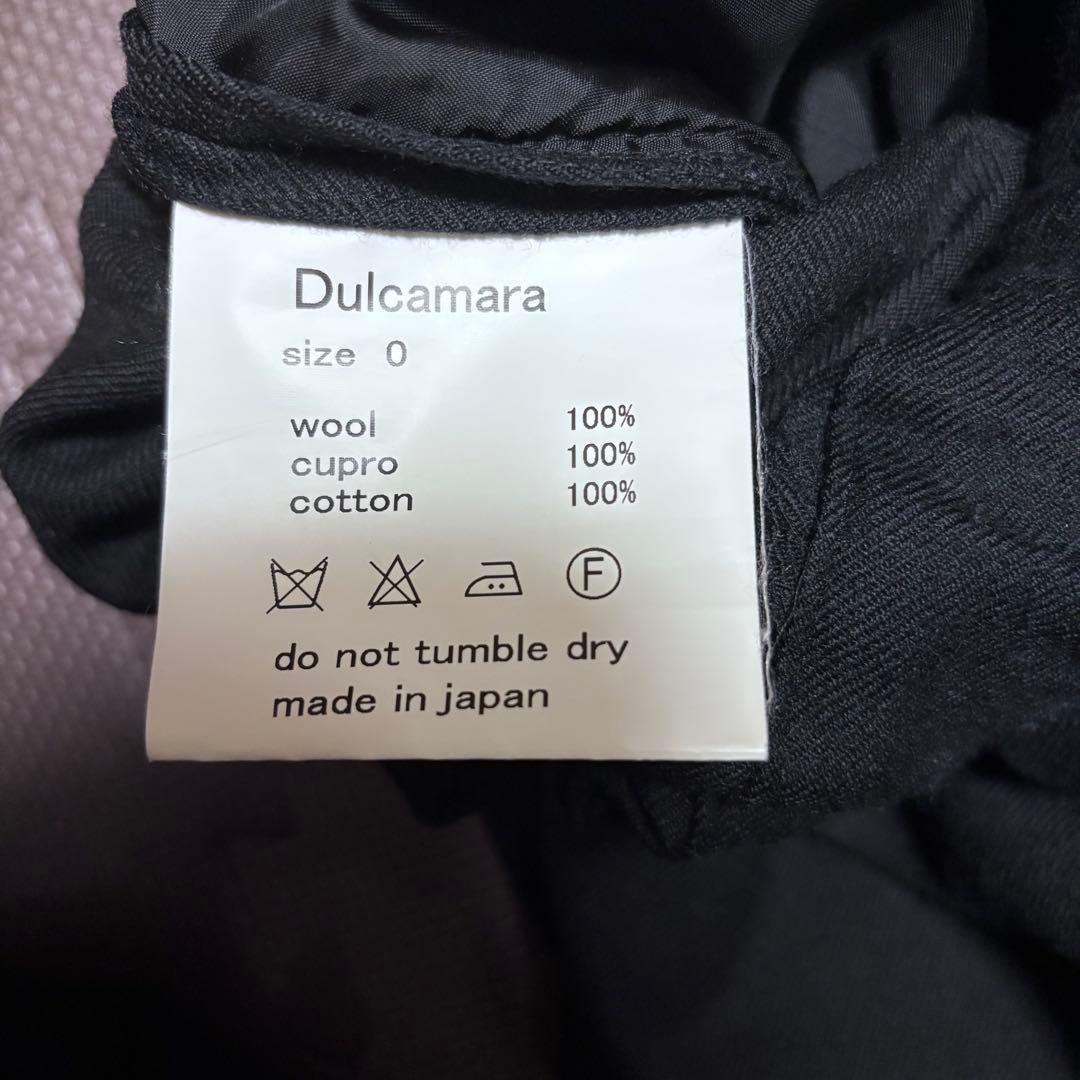 Dulcamara
size 0
wool 100%
cupro 100%
cotton 100%
F
do not tumble dry
made in japan